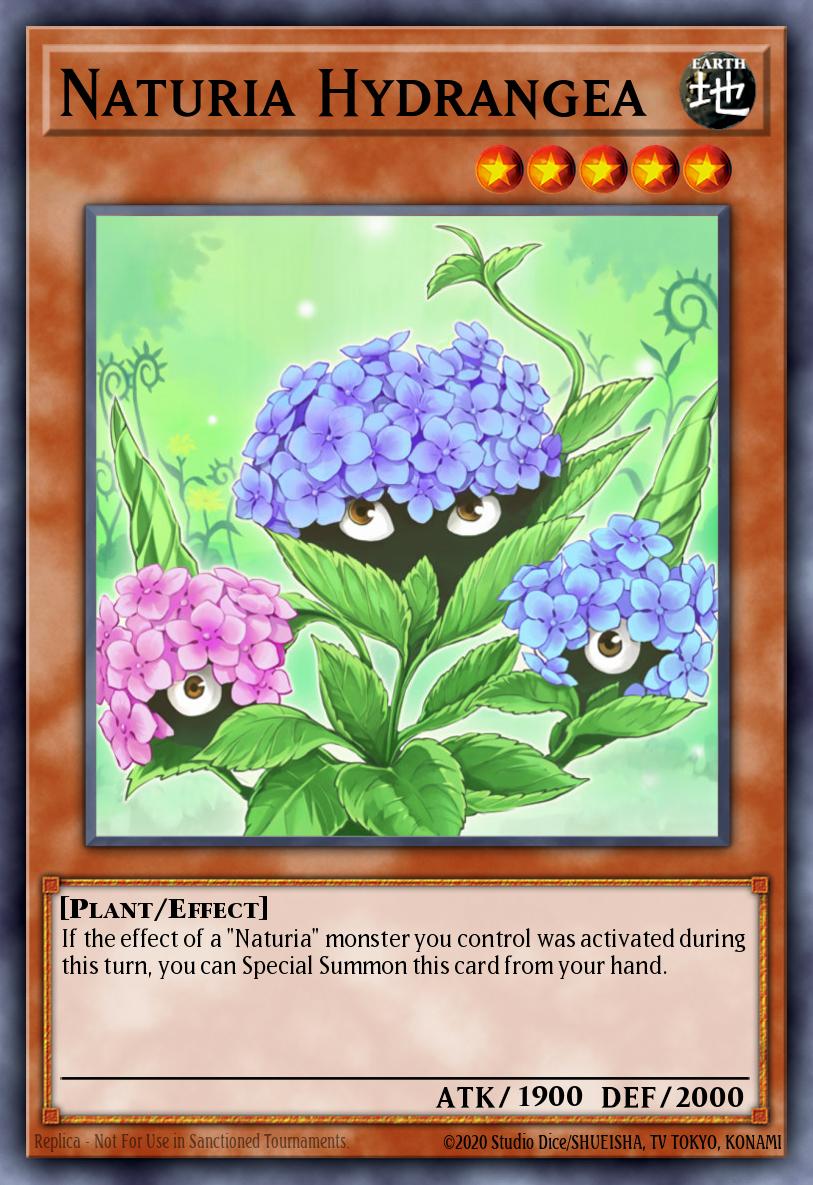 Naturia Hydrangea
EARTH
地
[Plant/Effect]
If the effect of a "Naturia" monster you control was activated during
this turn, you can Special Summon this card from your hand.
ATK/1900 DEF/2000
Replica - Not For Use in Sanctioned Tournaments.
©2020 Studio Dice/SHUEISHA, TV TOKYO, KONAMI